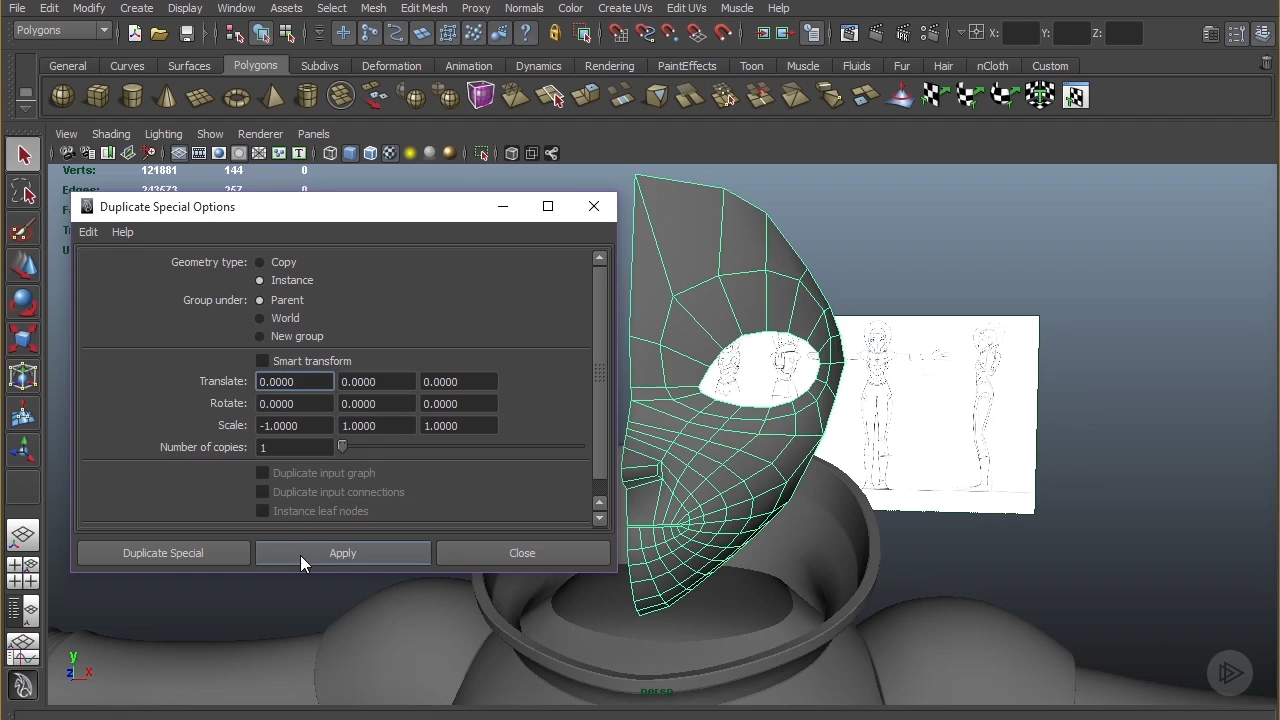 File Edit Modify Create Display Window Assets Select Mesh Edit Mesh Proxy Normals Color Create UVs Edit UVs Muscle Help
Polygons X: Y: Z:
General Curves Surfaces Polygons Subdivs Deformation Animation Dynamics Rendering PaintEffects Toon Muscle Fluids Fur Hair nCloth Custom
View Shading Lighting Show Renderer Panels
Verts: 121881 144 0
Edges: 243573 257 0
Duplicate Special Options
Edit Help
Geometry type: Copy
Instance
Group under: Parent
World
New group
Smart transform
Translate: 0.0000 0.0000 0.0000
Rotate: 0.0000 0.0000 0.0000
Scale: -1.0000 1.0000 1.0000
Number of copies: 1
Duplicate input graph
Duplicate input connections
Instance leaf nodes
Duplicate Special Apply Close
y
z x
persp